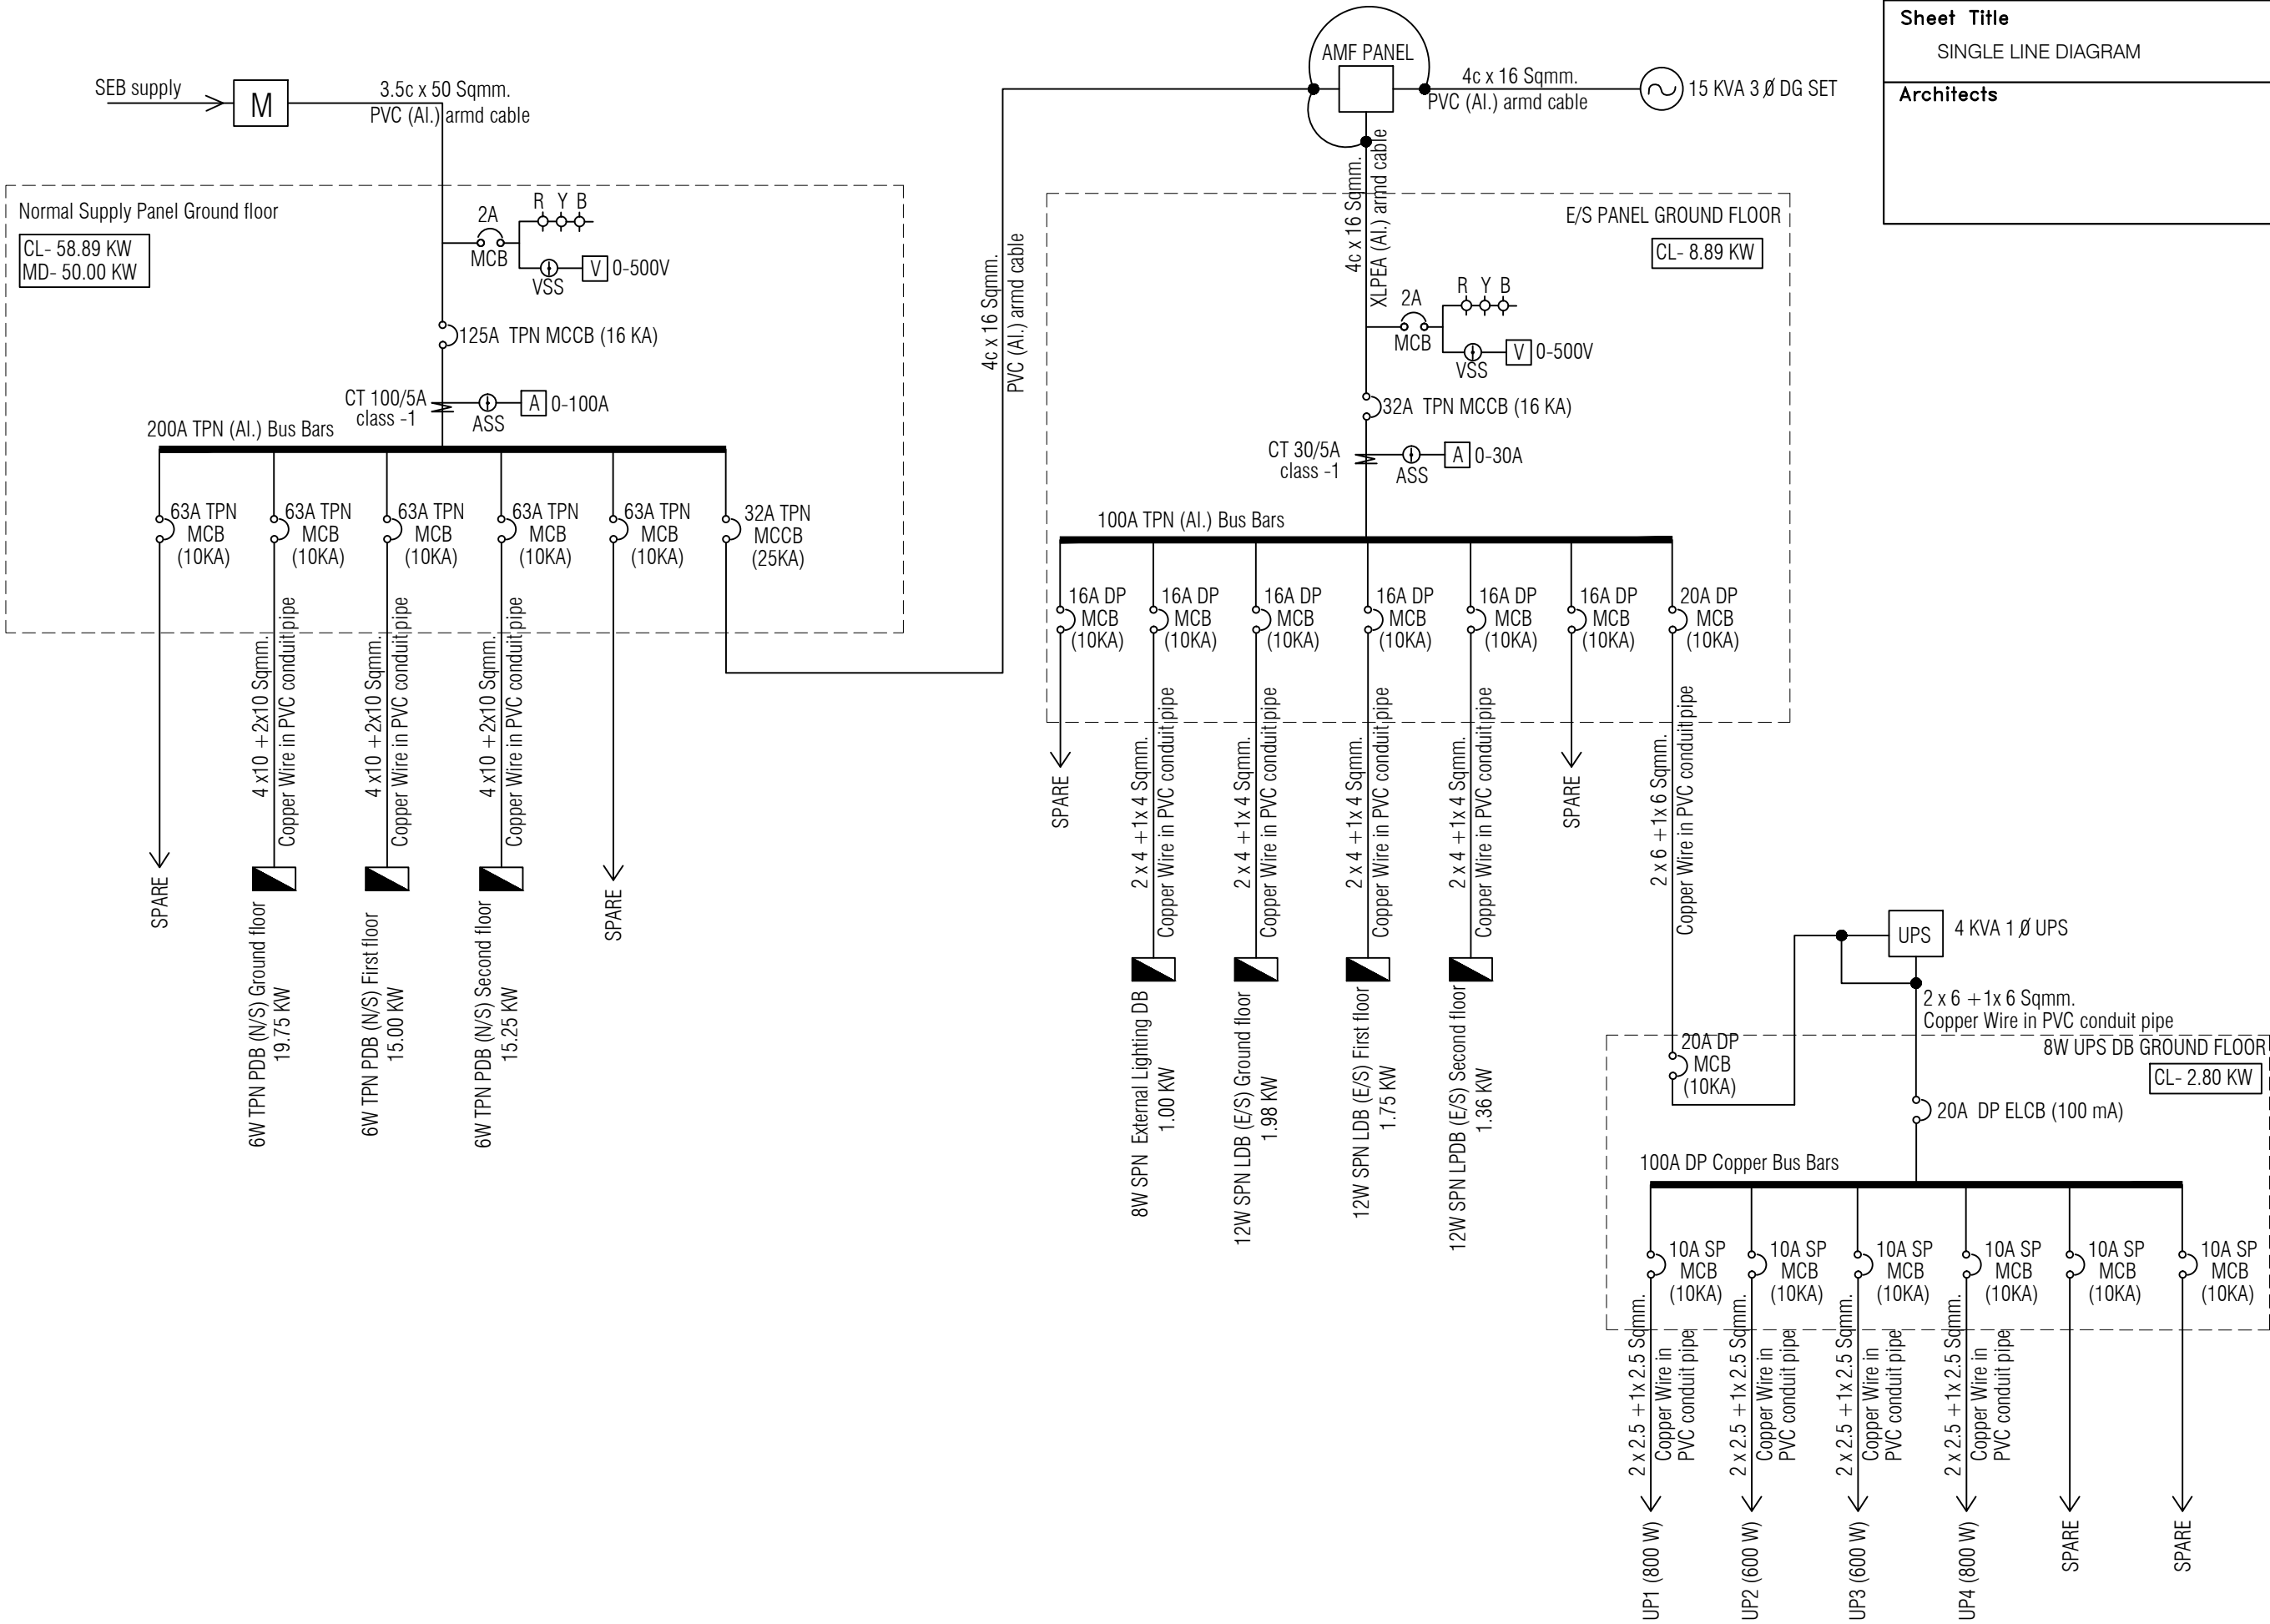 Sheet Title
SINGLE LINE DIAGRAM
Architects
SEB supply
M
3.5c x 50 Sqmm.
PVC (Al.) armd cable
Normal Supply Panel Ground floor
CL- 58.89 KW
MD- 50.00 KW
2A
MCB
R Y B
VSS
V
0-500V
125A TPN MCCB (16 KA)
CT 100/5A
class -1
ASS
A
0-100A
200A TPN (Al.) Bus Bars
63A TPN
MCB
(10KA)
63A TPN
MCB
(10KA)
63A TPN
MCB
(10KA)
63A TPN
MCB
(10KA)
63A TPN
MCB
(10KA)
32A TPN
MCCB
(25KA)
SPARE
4 x10 +2x10 Sqmm.
Copper Wire in PVC conduit pipe
6W TPN PDB (N/S) Ground floor
19.75 KW
4 x10 +2x10 Sqmm.
Copper Wire in PVC conduit pipe
6W TPN PDB (N/S) First floor
15.00 KW
4 x10 +2x10 Sqmm.
Copper Wire in PVC conduit pipe
6W TPN PDB (N/S) Second floor
15.25 KW
SPARE
4c x 16 Sqmm.
PVC (Al.) armd cable
AMF PANEL
4c x 16 Sqmm.
PVC (Al.) armd cable
15 KVA 3 Ø DG SET
4c x 16 Sqmm.
XLPEA (Al.) armd cable
E/S PANEL GROUND FLOOR
CL- 8.89 KW
2A
MCB
R Y B
VSS
V
0-500V
32A TPN MCCB (16 KA)
CT 30/5A
class -1
ASS
A
0-30A
100A TPN (Al.) Bus Bars
16A DP
MCB
(10KA)
16A DP
MCB
(10KA)
16A DP
MCB
(10KA)
16A DP
MCB
(10KA)
16A DP
MCB
(10KA)
16A DP
MCB
(10KA)
20A DP
MCB
(10KA)
SPARE
2 x 4 +1x 4 Sqmm.
Copper Wire in PVC conduit pipe
8W SPN External Lighting DB
1.00 KW
2 x 4 +1x 4 Sqmm.
Copper Wire in PVC conduit pipe
12W SPN LDB (E/S) Ground floor
1.98 KW
2 x 4 +1x 4 Sqmm.
Copper Wire in PVC conduit pipe
12W SPN LDB (E/S) First floor
1.75 KW
2 x 4 +1x 4 Sqmm.
Copper Wire in PVC conduit pipe
12W SPN LPDB (E/S) Second floor
1.36 KW
SPARE
2 x 6 +1x 6 Sqmm.
Copper Wire in PVC conduit pipe
UPS
4 KVA 1 Ø UPS
2 x 6 +1x 6 Sqmm.
Copper Wire in PVC conduit pipe
20A DP
MCB
(10KA)
8W UPS DB GROUND FLOOR
CL- 2.80 KW
20A DP ELCB (100 mA)
100A DP Copper Bus Bars
10A SP
MCB
(10KA)
10A SP
MCB
(10KA)
10A SP
MCB
(10KA)
10A SP
MCB
(10KA)
10A SP
MCB
(10KA)
10A SP
MCB
(10KA)
2 x 2.5 +1x 2.5 Sqmm.
Copper Wire in
PVC conduit pipe
UP1 (800 W)
2 x 2.5 +1x 2.5 Sqmm.
Copper Wire in
PVC conduit pipe
UP2 (600 W)
2 x 2.5 +1x 2.5 Sqmm.
Copper Wire in
PVC conduit pipe
UP3 (600 W)
2 x 2.5 +1x 2.5 Sqmm.
Copper Wire in
PVC conduit pipe
UP4 (800 W)
SPARE
SPARE